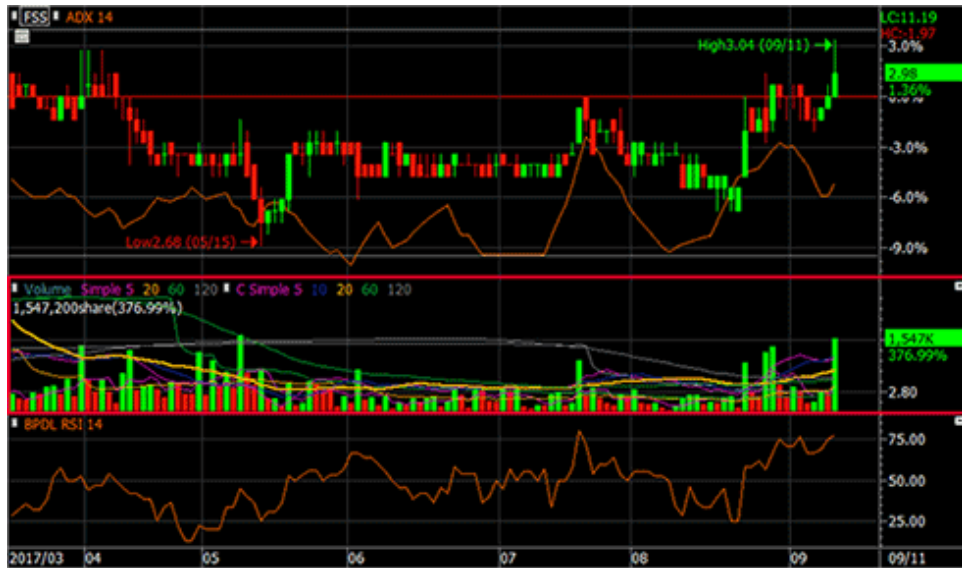 FSS ADX 14
LC:11.19
HC:-1.97
High3.04 (09/11)
3.0%
2.98
1.36%
0.0%
-3.0%
-6.0%
Low2.68 (05/15)
-9.0%
Volume Simple 5 20 60 120 C Simple 5 10 20 60 120
1,547,200share(376.99%)
1,547K
376.99%
2.80
BPDL RSI 14
75.00
50.00
25.00
2017/03 04 05 06 07 08 09 09/11